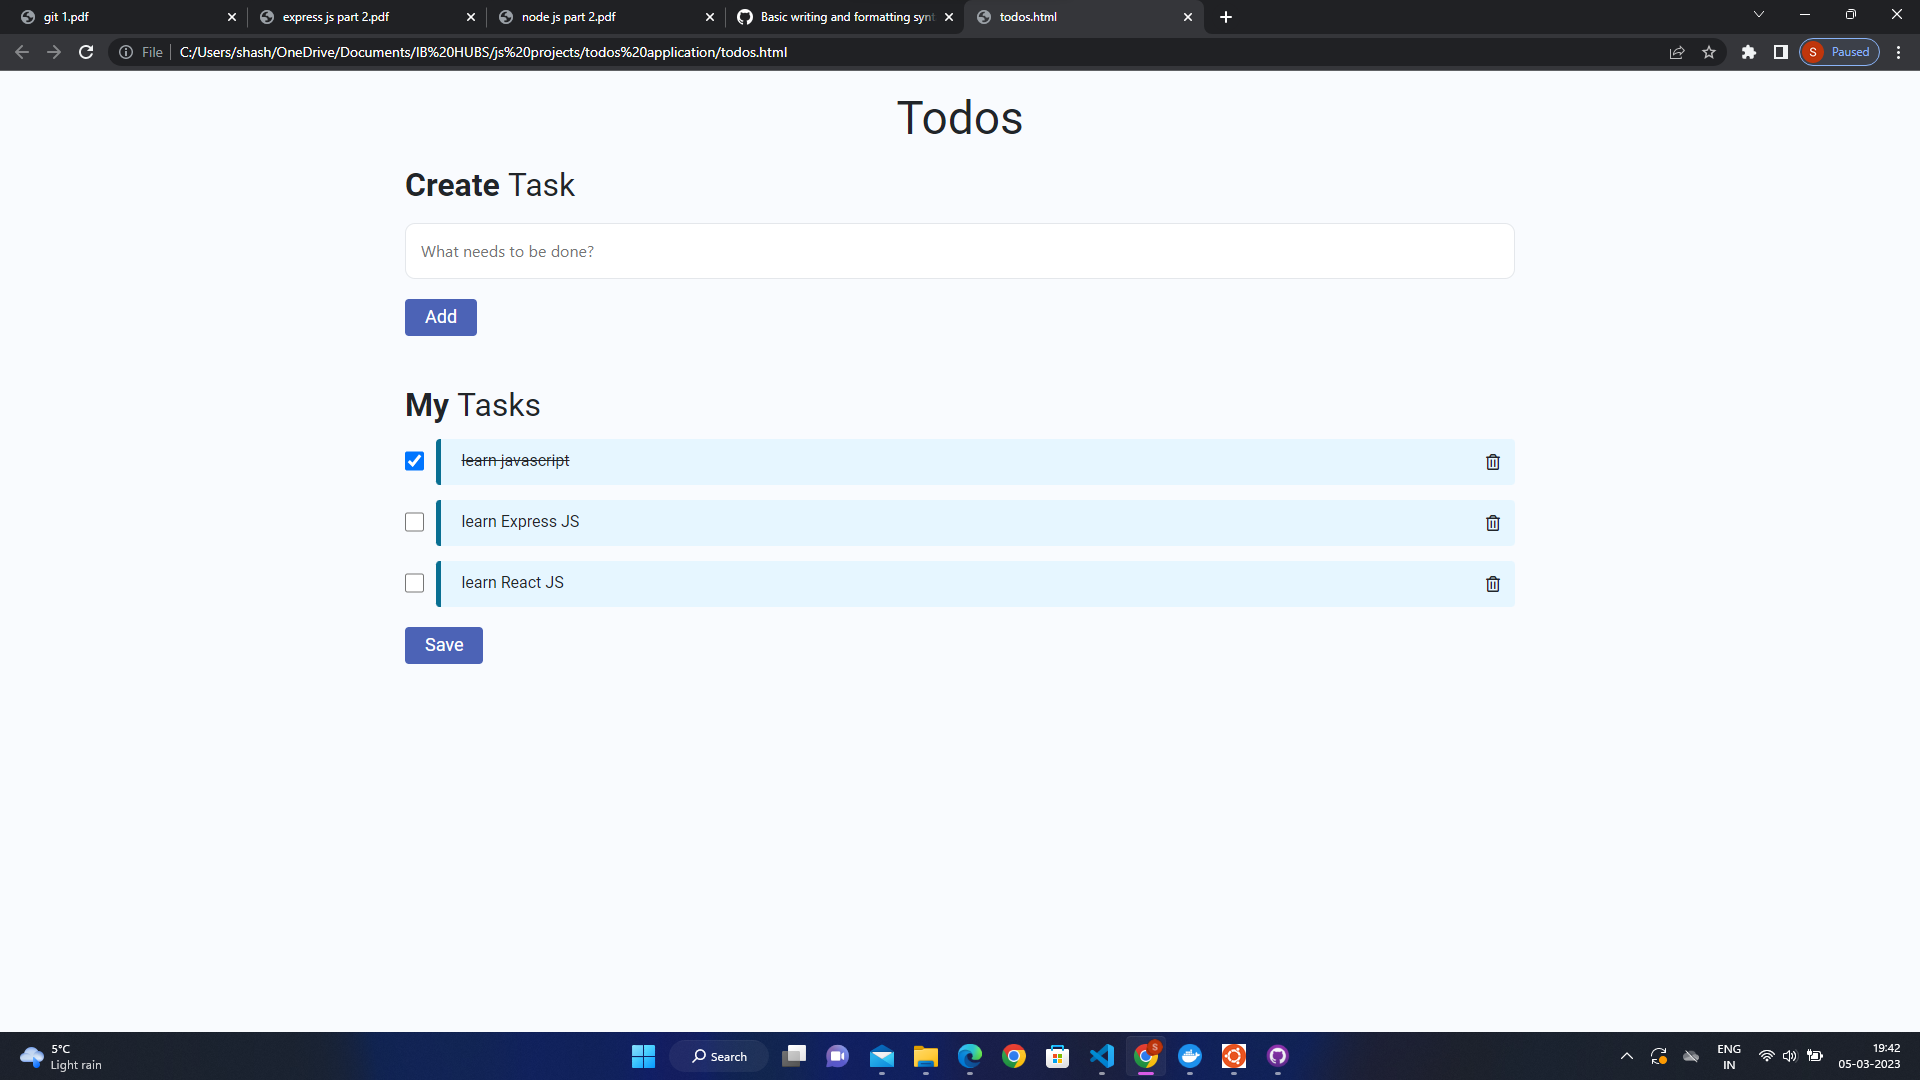 git 1.pdf
express js part 2.pdf
node js part 2.pdf
Basic writing and formatting synt
todos.html
File
C:/Users/shash/OneDrive/Documents/IB%20HUBS/js%20projects/todos%20application/todos.html
S
Paused
Todos
Create Task
What needs to be done?
Add
My Tasks
learn javascript
learn Express JS
learn React JS
Save
5°C
Light rain
Search
S
ENG
IN
19:42
05-03-2023